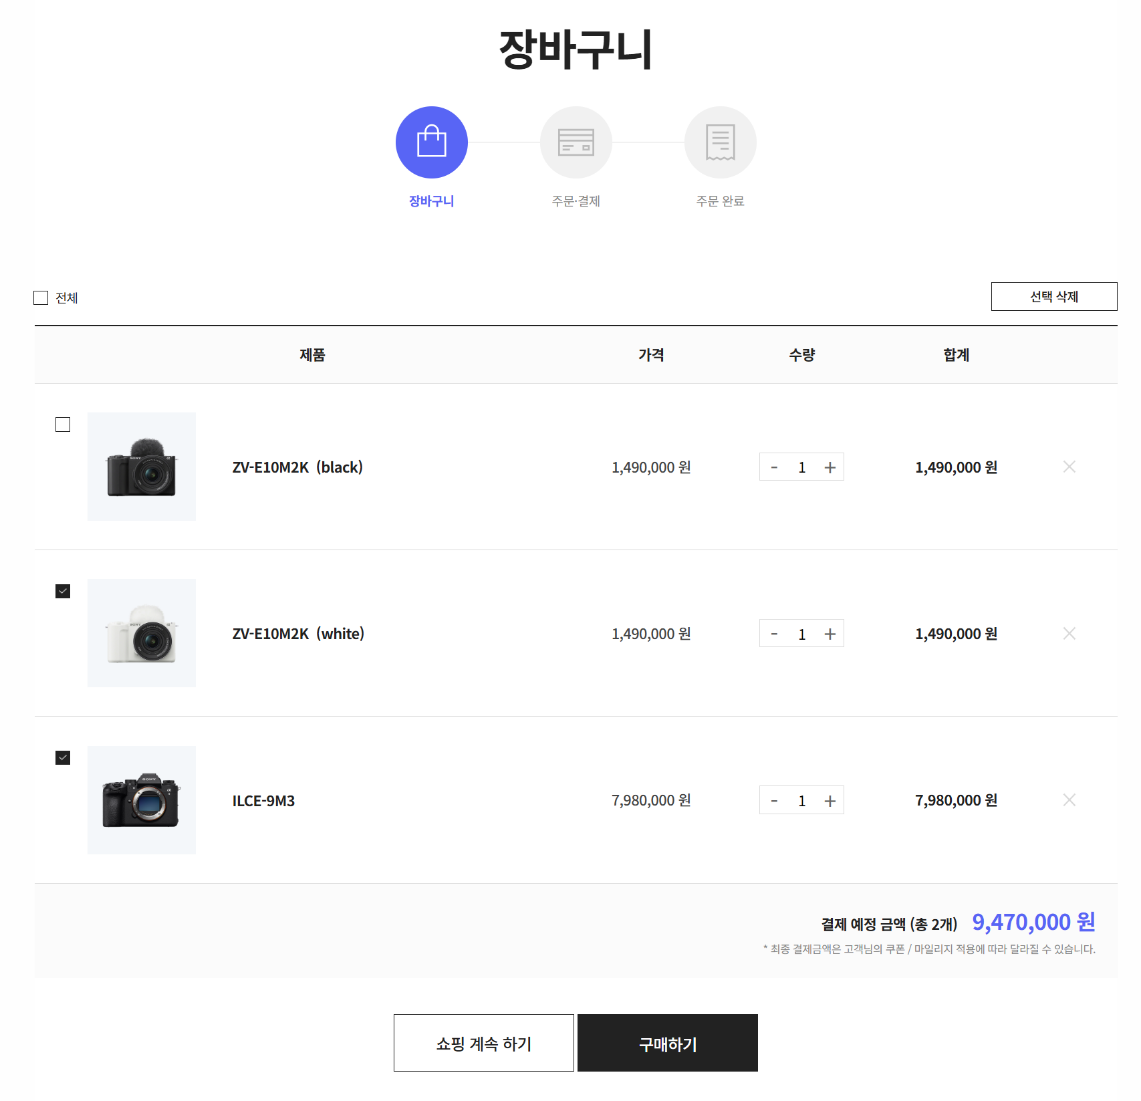 장바구니
장바구니
주문·결제
주문 완료
전체
선택 삭제
제품 가격 수량 합계
ZV-E10M2K (black) 1,490,000 원 - 1 + 1,490,000 원
ZV-E10M2K (white) 1,490,000 원 - 1 + 1,490,000 원
SONY
ILCE-9M3 7,980,000 원 - 1 + 7,980,000 원
결제 예정 금액 (총 2개) 9,470,000 원
* 최종 결제금액은 고객님의 쿠폰 / 마일리지 적용에 따라 달라질 수 있습니다.
쇼핑 계속 하기
구매하기